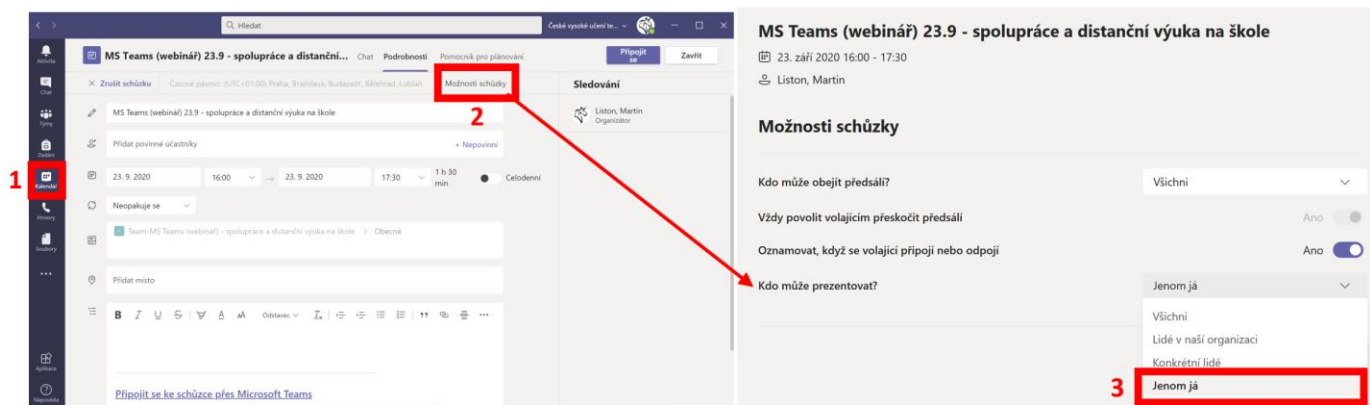 Hledat
České vysoké učení te...
Aktivita
Chat
Týmy
Zadání
1
Kalendář
Hovory
Soubory
Aplikace
Nápověda
MS Teams (webinář) 23.9 - spolupráce a distanční... Chat Podrobnosti Pomocník pro plánování
Připojit se
Zavřít
Zrušit schůzku Časové pásmo: (UTC+01:00) Praha, Bratislava, Budapešť, Bělehrad, Lublaň Možnosti schůzky
2
MS Teams (webinář) 23.9 - spolupráce a distanční výuka na škole
Přidat povinné účastníky + Nepovinní
23. 9. 2020 16:00 → 23. 9. 2020 17:30 1 h 30 min Celodenní
Neopakuje se
Team-MS Teams (webinář) - spolupráce a distanční výuka na škole > Obecné
Přidat místo
B I U S A AA Odstavec
Připojit se ke schůzce přes Microsoft Teams
Sledování
Liston, Martin
Organizátor
MS Teams (webinář) 23.9 - spolupráce a distanční výuka na škole
23. září 2020 16:00 - 17:30
Liston, Martin
Možnosti schůzky
Kdo může obejít předsálí? Všichni
Vždy povolit volajícím přeskočit předsálí Ano
Oznamovat, když se volající připojí nebo odpojí Ano
Kdo může prezentovat? Jenom já
Všichni
Lidé v naší organizaci
Konkrétní lidé
3 Jenom já